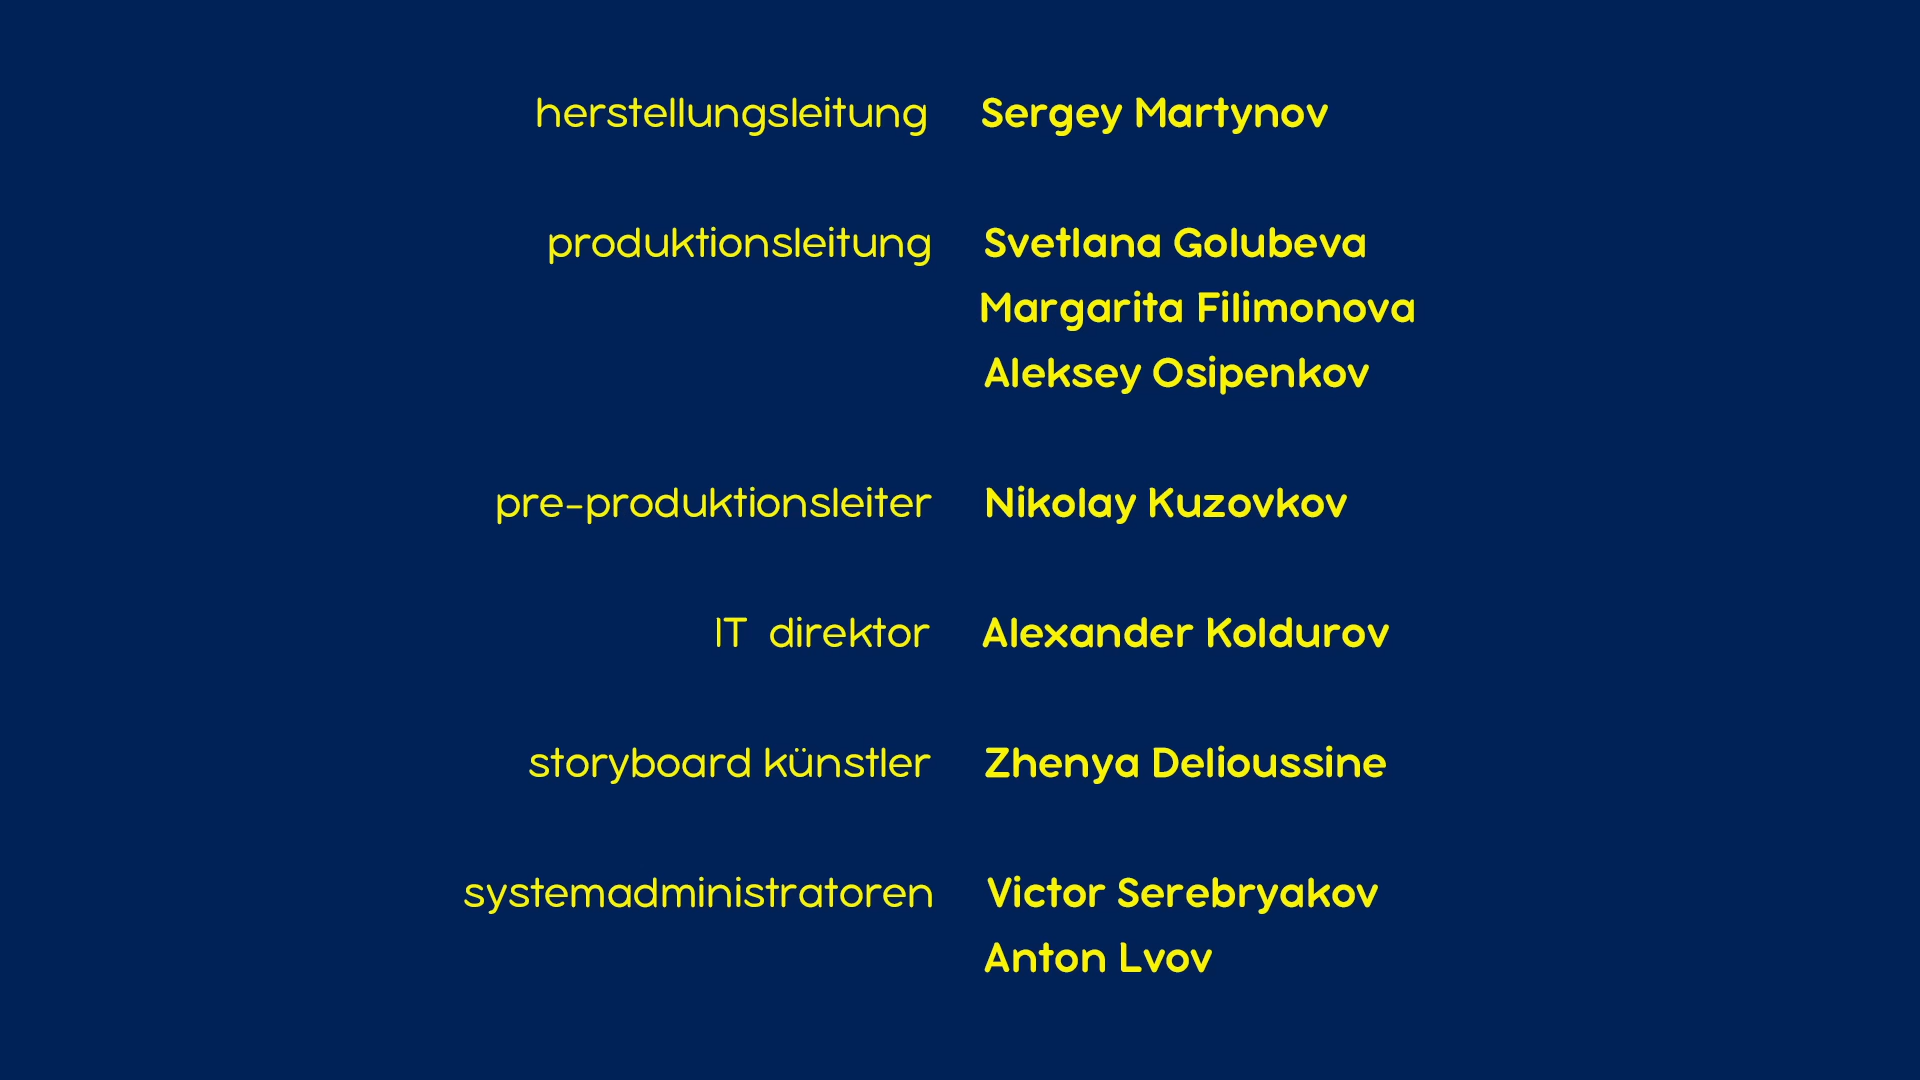 herstellungsleitung Sergey Martynov
produktionsleitung Svetlana Golubeva
Margarita Filimonova
Aleksey Osipenkov
pre-produktionsleiter Nikolay Kuzovkov
IT direktor Alexander Koldurov
storyboard künstler Zhenya Delioussine
systemadministratoren Victor Serebryakov
Anton Lvov